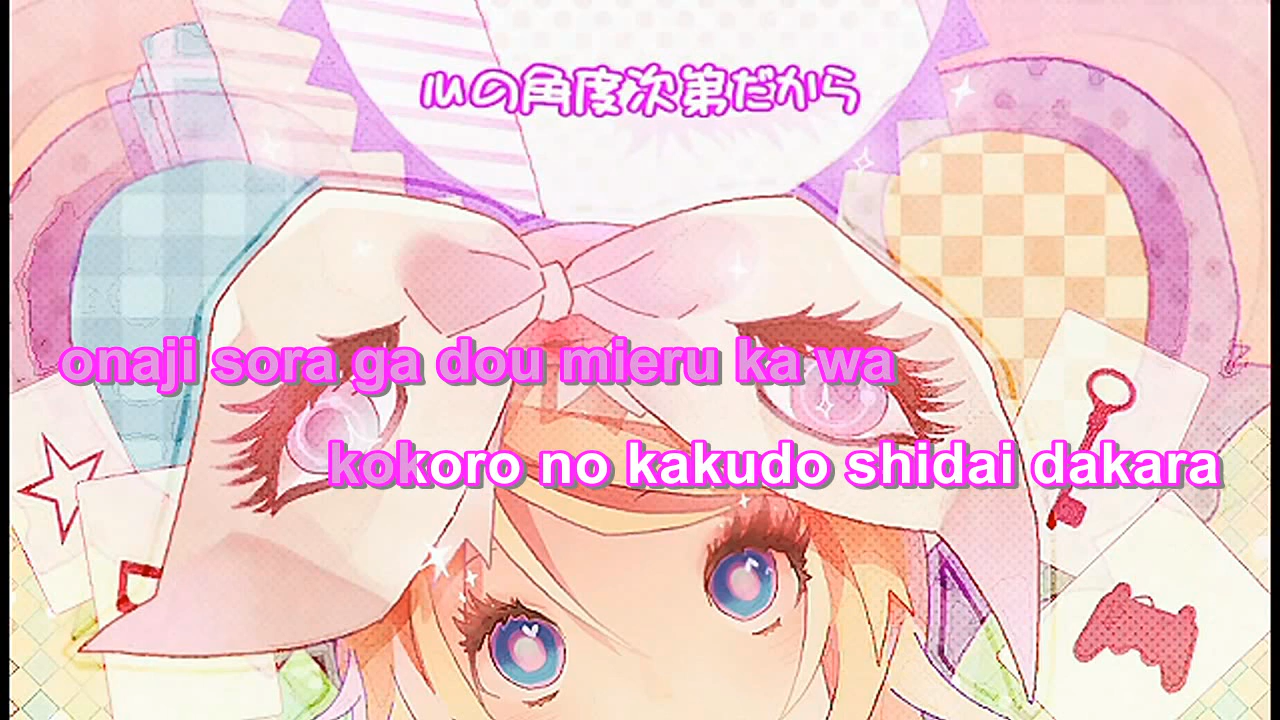 心の角度次第だから
onaji sora ga dou mieru ka wa
kokoro no kakudo shidai dakara